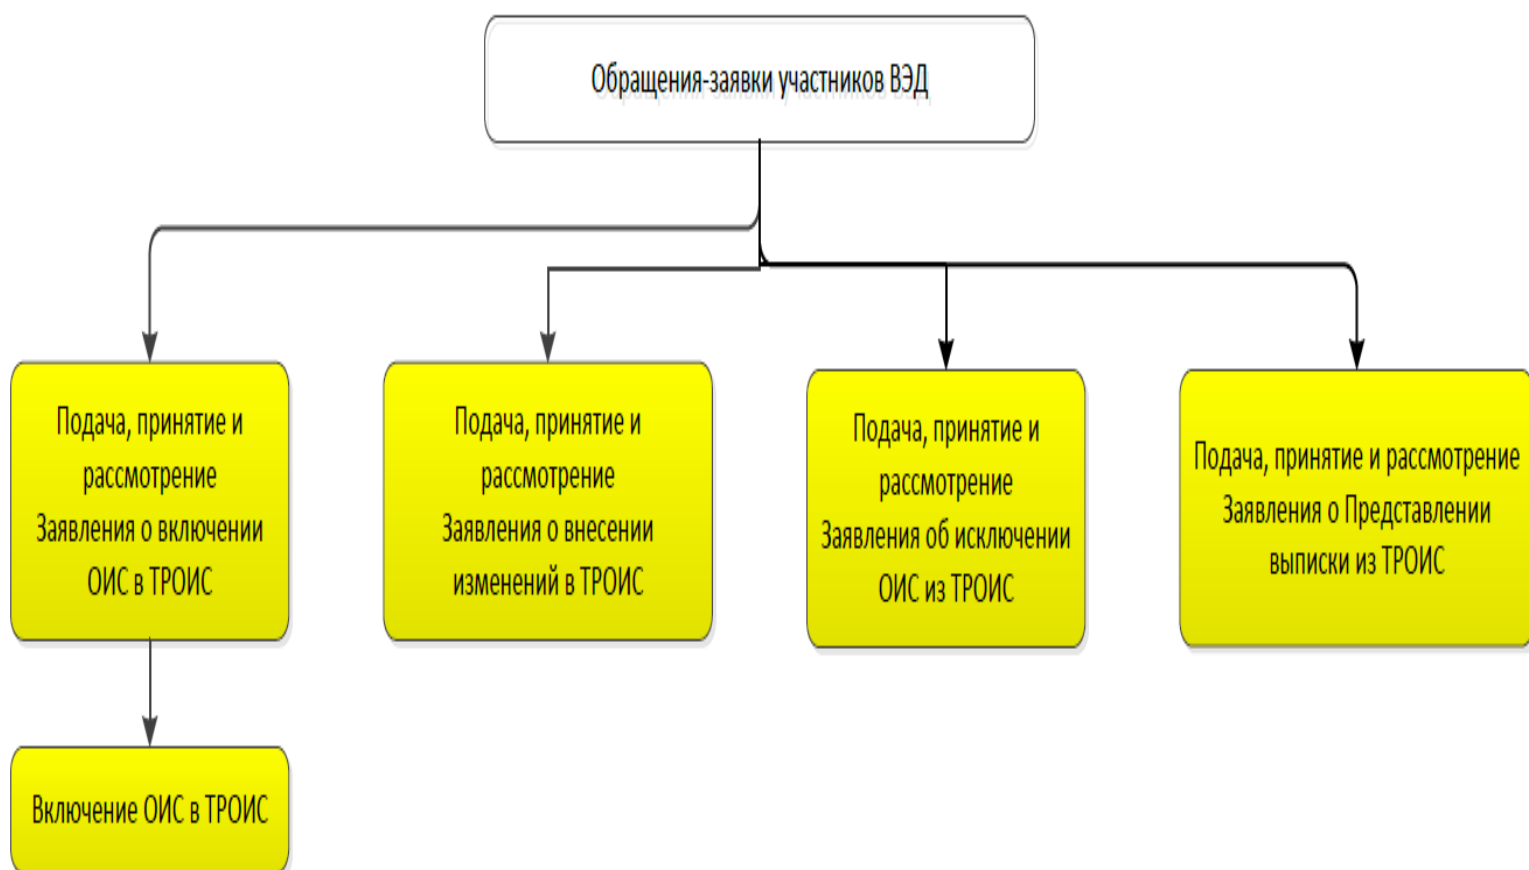 Обращения-заявки участников ВЭД
Подача, принятие и
рассмотрение
Заявления о включении
ОИС в ТРОИС
Подача, принятие и
рассмотрение
Заявления о внесении
изменений в ТРОИС
Подача, принятие и
рассмотрение
Заявления об исключении
ОИС из ТРОИС
Подача, принятие и рассмотрение
Заявления о Представлении
выписки из ТРОИС
Включение ОИС в ТРОИС